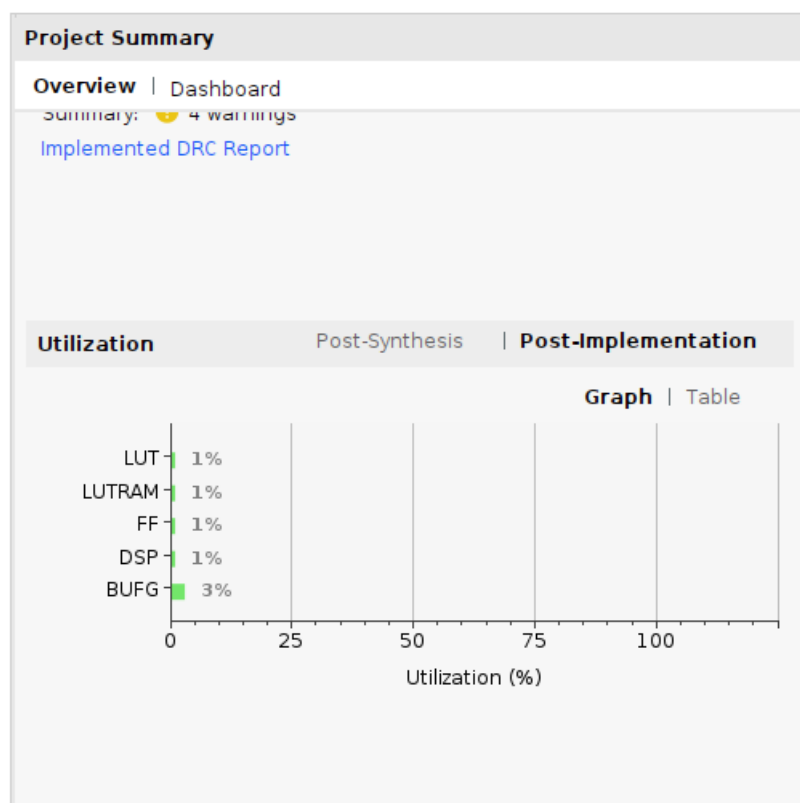 Project Summary
Overview | Dashboard
Summary: 4 warnings
Implemented DRC Report
Utilization Post-Synthesis | Post-Implementation
Graph | Table
LUT 1%
LUTRAM 1%
FF 1%
DSP 1%
BUFG 3%
0 25 50 75 100
Utilization (%)